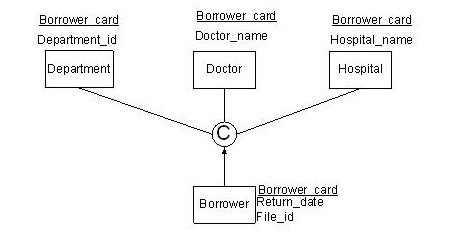 Borrower_card
Department_id
Department
Borrower_card
Doctor_name
Doctor
Borrower_card
Hospital_name
Hospital
C
Borrower
Borrower_card
Return_date
File_id